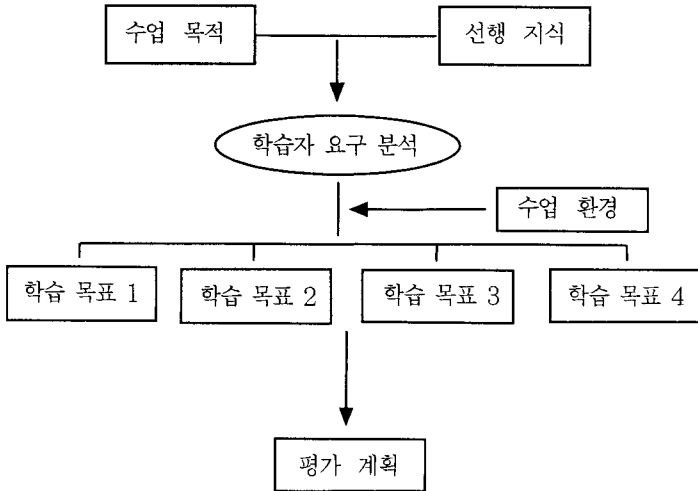 수업 목적
선행 지식
학습자 요구 분석
수업 환경
학습 목표 1
학습 목표 2
학습 목표 3
학습 목표 4
평가 계획